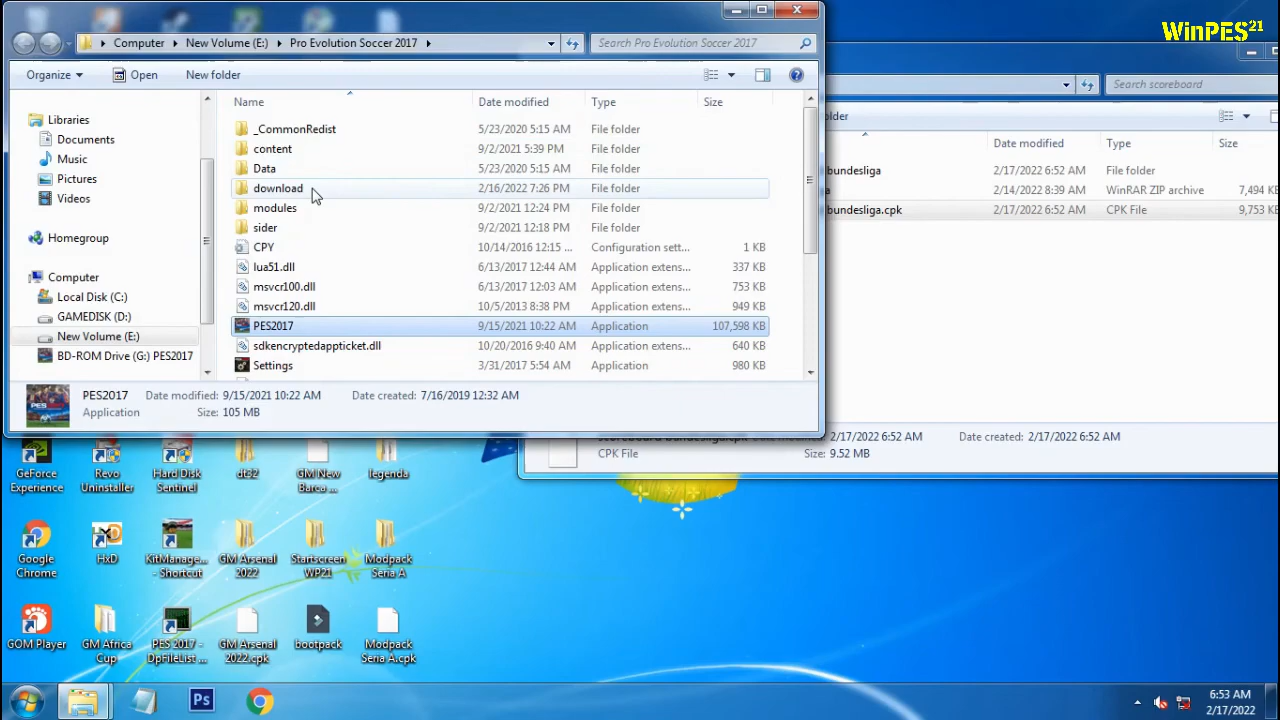 WinPES21
Computer ▸ New Volume (E:) ▸ Pro Evolution Soccer 2017 ▸
Search Pro Evolution Soccer 2017
Search scoreboard
Organize Open New folder
Name Date modified Type Size
Libraries
Documents
Music
Pictures
Videos
Homegroup
Computer
Local Disk (C:)
GAMEDISK (D:)
New Volume (E:)
BD-ROM Drive (G:) PES2017
_CommonRedist 5/23/2020 5:15 AM File folder
content 9/2/2021 5:39 PM File folder
Data 5/23/2020 5:15 AM File folder
download 2/16/2022 7:26 PM File folder
modules 9/2/2021 12:24 PM File folder
sider 9/2/2021 12:18 PM File folder
CPY 10/14/2016 12:15 ... Configuration sett... 1 KB
lua51.dll 6/13/2017 12:44 AM Application extens... 337 KB
msvcr100.dll 6/13/2017 12:03 AM Application extens... 753 KB
msvcr120.dll 10/5/2013 8:38 PM Application extens... 949 KB
PES2017 9/15/2021 10:22 AM Application 107,598 KB
sdkencryptedappticket.dll 10/20/2016 9:40 AM Application extens... 640 KB
Settings 3/31/2017 5:54 AM Application 980 KB
PES2017 Date modified: 9/15/2021 10:22 AM Date created: 7/16/2019 12:32 AM
Application Size: 105 MB
older
Date modified Type Size
bundesliga 2/17/2022 6:52 AM File folder
a 2/14/2022 8:39 AM WinRAR ZIP archive 7,494 K
bundesliga.cpk 2/17/2022 6:52 AM CPK File 9,753 K
2/17/2022 6:52 AM Date created: 2/17/2022 6:52 AM
CPK File Size: 9.52 MB
GeForce Experience
Revo Uninstaller
Hard Disk Sentinel
dt32
GM New Barca ...
legenda
Google Chrome
HxD
KitManage... - Shortcut
GM Arsenal 2022
Startscreen WP21
Modpack Seria A
GOM Player
GM Africa Cup
PES 2017 - DpFileList ...
GM Arsenal 2022.cpk
bootpack
Modpack Seria A.cpk
Ps
6:53 AM
2/17/2022